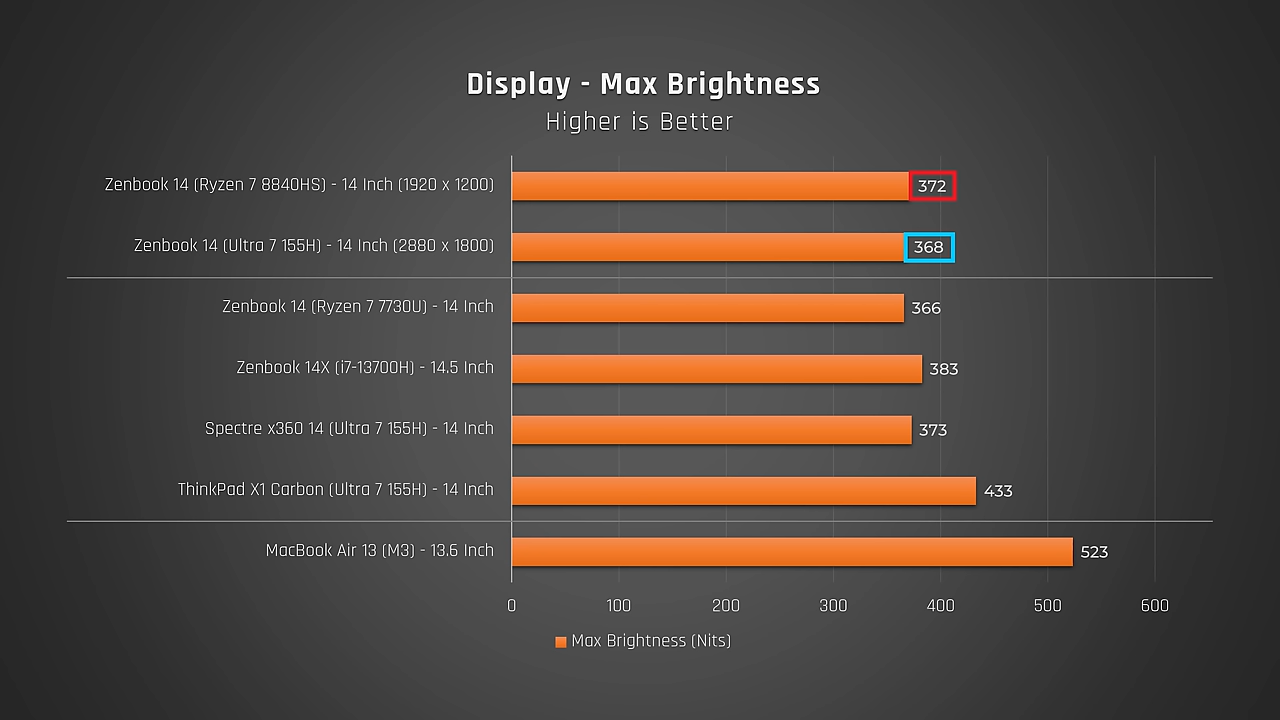 Display - Max Brightness
Higher is Better
Zenbook 14 (Ryzen 7 8840HS) - 14 Inch (1920 x 1200) 372
Zenbook 14 (Ultra 7 155H) - 14 Inch (2880 x 1800) 368
Zenbook 14 (Ryzen 7 7730U) - 14 Inch 366
Zenbook 14X (i7-13700H) - 14.5 Inch 383
Spectre x360 14 (Ultra 7 155H) - 14 Inch 373
ThinkPad X1 Carbon (Ultra 7 155H) - 14 Inch 433
MacBook Air 13 (M3) - 13.6 Inch 523
0 100 200 300 400 500 600
Max Brightness (Nits)